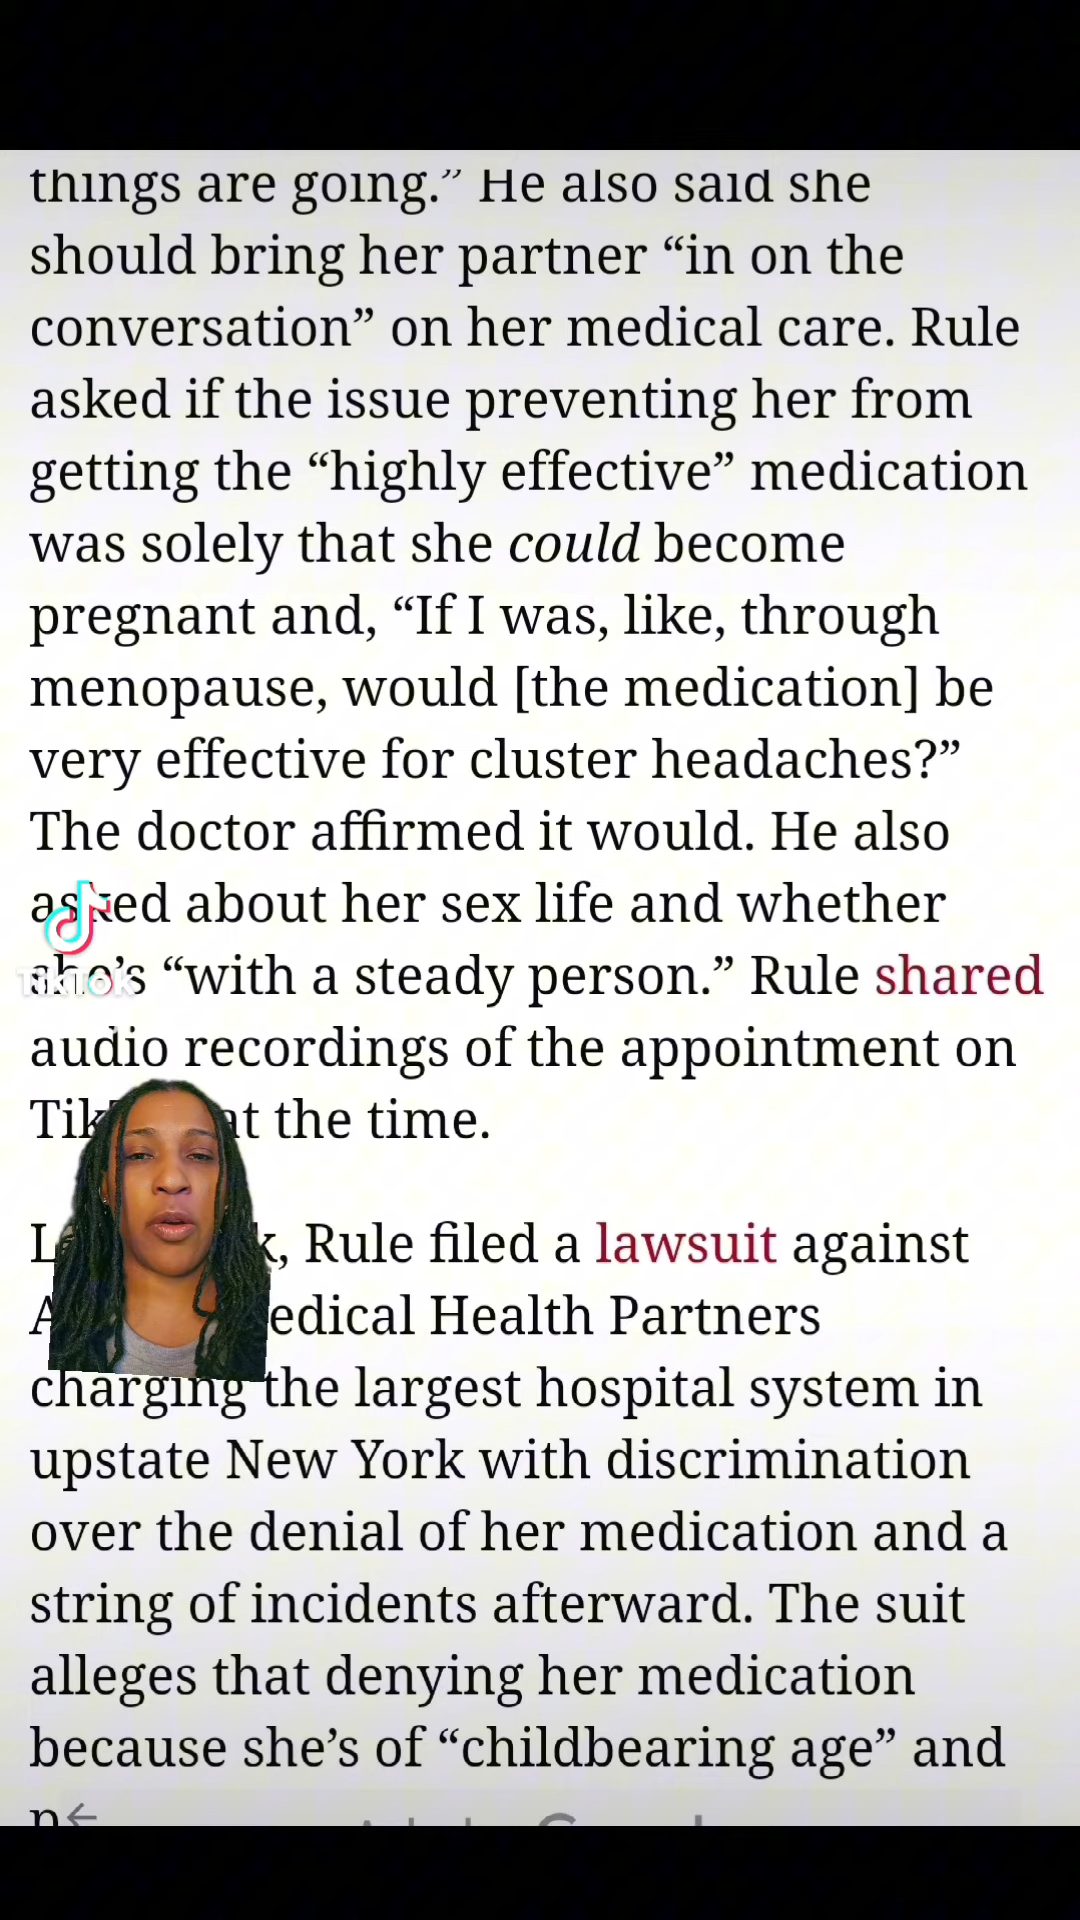 things are going.” He also said she
should bring her partner “in on the
conversation” on her medical care. Rule
asked if the issue preventing her from
getting the “highly effective” medication
was solely that she could become
pregnant and, “If I was, like, through
menopause, would [the medication] be
very effective for cluster headaches?”
The doctor affirmed it would. He also
asked about her sex life and whether
she’s “with a steady person.” Rule shared
TikTok
audio recordings of the appointment on
at the time.
Rule filed a lawsuit against
Health Partners
charging the largest hospital system in
upstate New York with discrimination
over the denial of her medication and a
string of incidents afterward. The suit
alleges that denying her medication
because she’s of “childbearing age” and